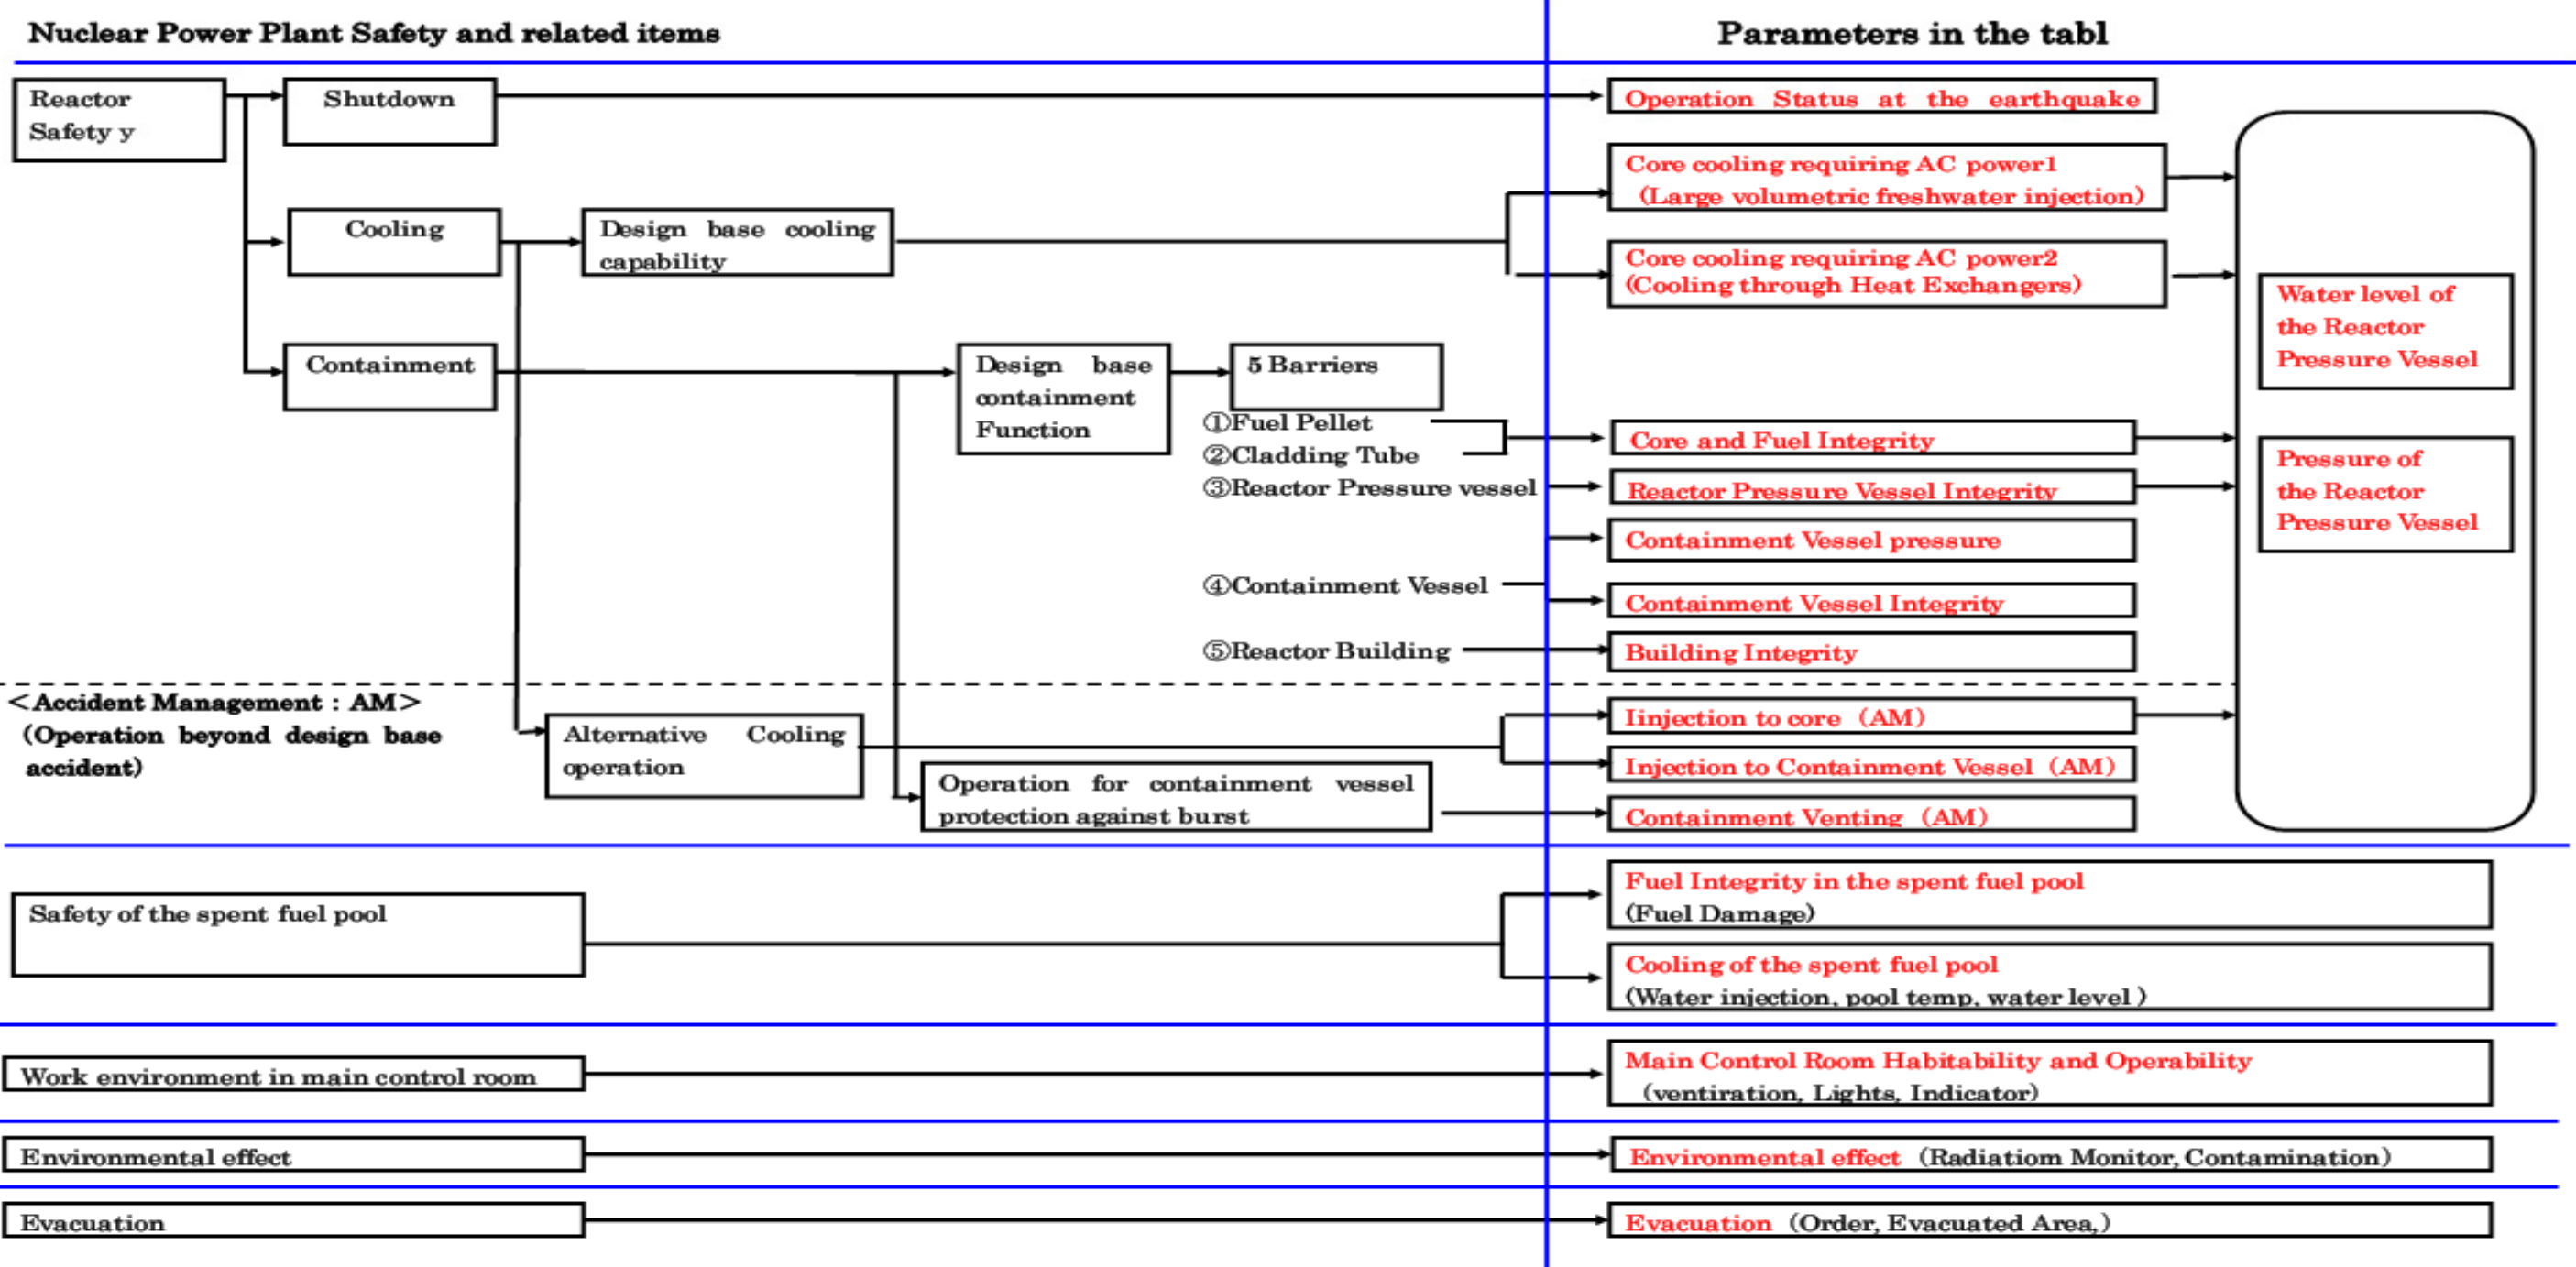 Nuclear Power Plant Safety and related items
Parameters in the tabl
Reactor
Safety y
Shutdown
Operation Status at the earthquake
Core cooling requiring AC power1
(Large volumetric freshwater injection)
Cooling
Design base cooling
capability
Core cooling requiring AC power2
(Cooling through Heat Exchangers)
Water level of
the Reactor
Pressure Vessel
Containment
Design base
containment
Function
5 Barriers
①Fuel Pellet
②Cladding Tube
③Reactor Pressure vessel
④Containment Vessel
⑤Reactor Building
Core and Fuel Integrity
Reactor Pressure Vessel Integrity
Containment Vessel pressure
Containment Vessel Integrity
Building Integrity
Pressure of
the Reactor
Pressure Vessel
<Accident Management : AM>
(Operation beyond design base
accident)
Alternative Cooling
operation
Operation for containment vessel
protection against burst
Iinjection to core (AM)
Injection to Containment Vessel (AM)
Containment Venting (AM)
Safety of the spent fuel pool
Fuel Integrity in the spent fuel pool
(Fuel Damage)
Cooling of the spent fuel pool
(Water injection, pool temp, water level )
Work environment in main control room
Main Control Room Habitability and Operability
(ventiration, Lights, Indicator)
Environmental effect
Environmental effect (Radiatiom Monitor, Contamination)
Evacuation
Evacuation (Order, Evacuated Area,)